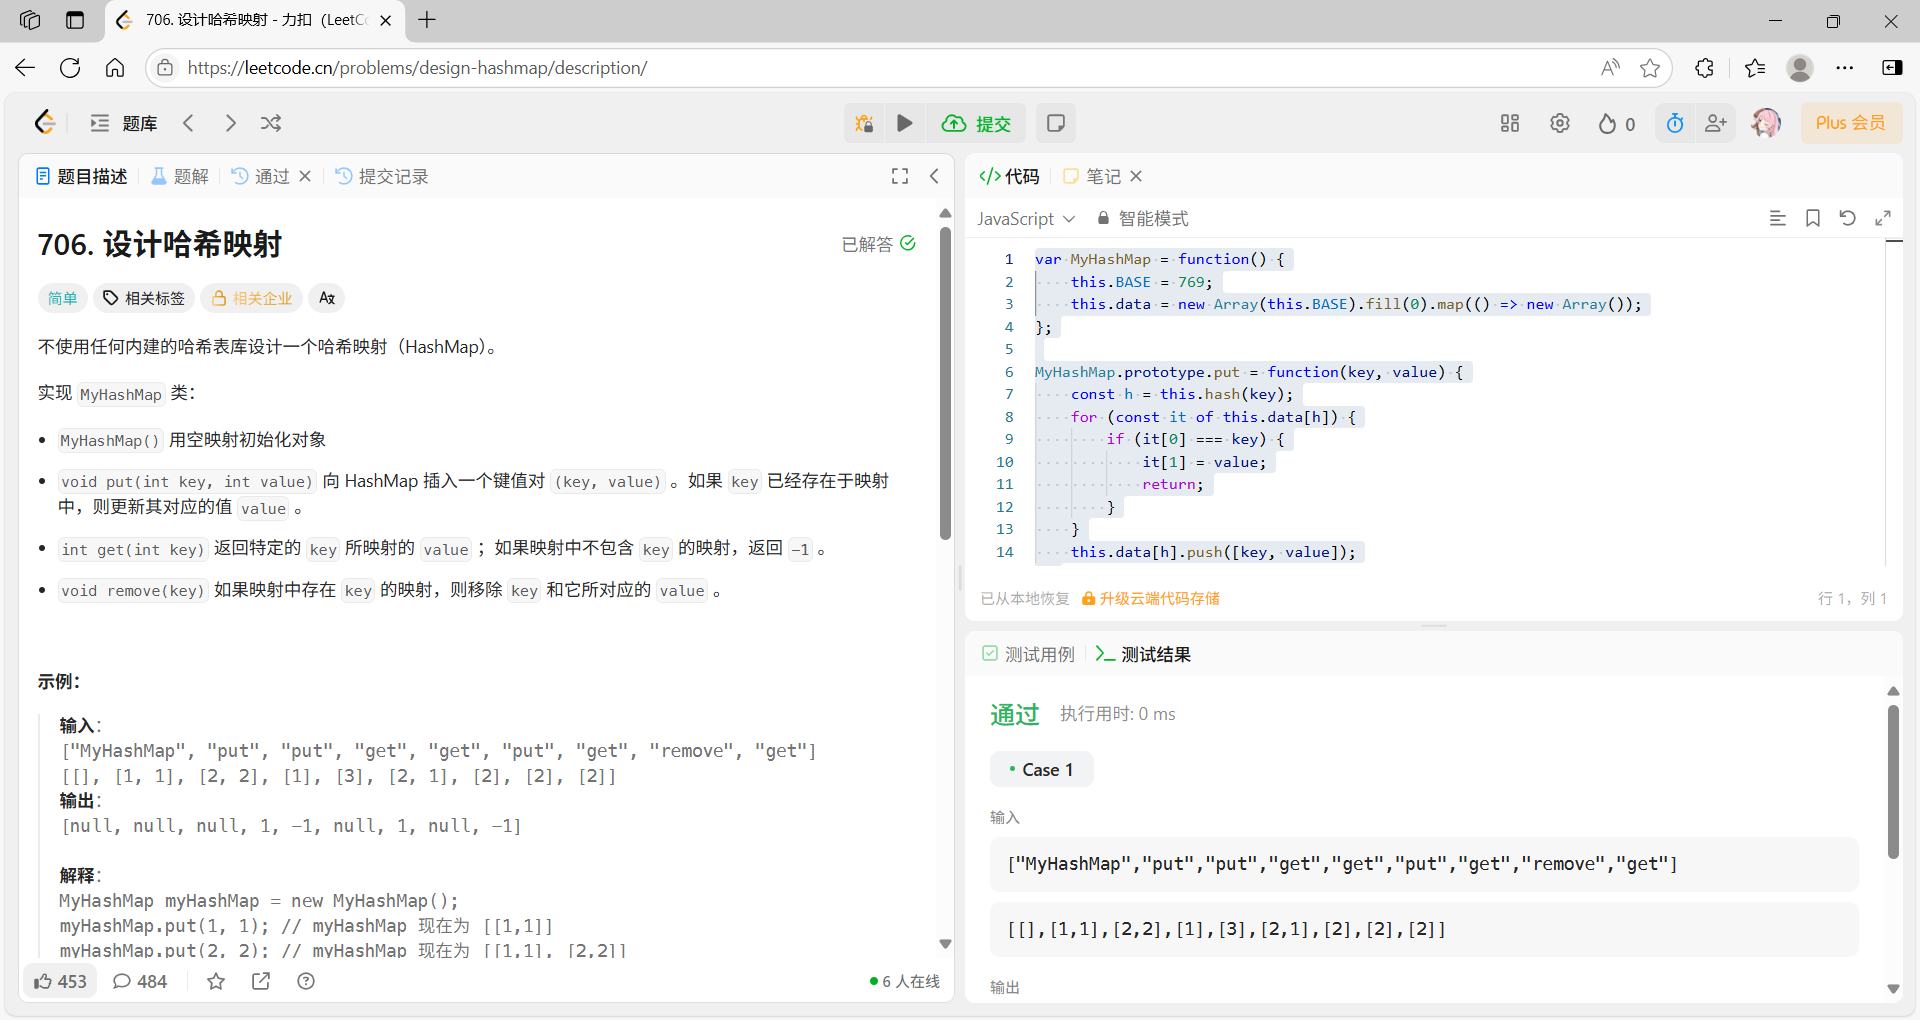 706. 设计哈希映射 - 力扣（LeetCo
https://leetcode.cn/problems/design-hashmap/description/
题库
提交
0
Plus 会员
题目描述
题解
通过
提交记录
706. 设计哈希映射
已解答
简单
相关标签
相关企业
不使用任何内建的哈希表库设计一个哈希映射（HashMap）。
实现 MyHashMap 类：
• MyHashMap() 用空映射初始化对象
• void put(int key, int value) 向 HashMap 插入一个键值对 (key, value) 。如果 key 已经存在于映射
中，则更新其对应的值 value 。
• int get(int key) 返回特定的 key 所映射的 value ；如果映射中不包含 key 的映射，返回 -1 。
• void remove(key) 如果映射中存在 key 的映射，则移除 key 和它所对应的 value 。
示例：
输入：
["MyHashMap", "put", "put", "get", "get", "put", "get", "remove", "get"]
[[], [1, 1], [2, 2], [1], [3], [2, 1], [2], [2], [2]]
输出：
[null, null, null, 1, -1, null, 1, null, -1]
解释：
MyHashMap myHashMap = new MyHashMap();
myHashMap.put(1, 1); // myHashMap 现在为 [[1,1]]
myHashMap.put(2, 2); // myHashMap 现在为 [[1,1], [2,2]]
453
484
6 人在线
代码
笔记
JavaScript
智能模式
1 var MyHashMap = function() {
2     this.BASE = 769;
3     this.data = new Array(this.BASE).fill(0).map(() => new Array());
4 };
5
6 MyHashMap.prototype.put = function(key, value) {
7     const h = this.hash(key);
8     for (const it of this.data[h]) {
9         if (it[0] === key) {
10             it[1] = value;
11             return;
12         }
13     }
14     this.data[h].push([key, value]);
已从本地恢复
升级云端代码存储
行 1，列 1
测试用例
测试结果
通过
执行用时: 0 ms
• Case 1
输入
["MyHashMap","put","put","get","get","put","get","remove","get"]
[[],[1,1],[2,2],[1],[3],[2,1],[2],[2],[2]]
输出